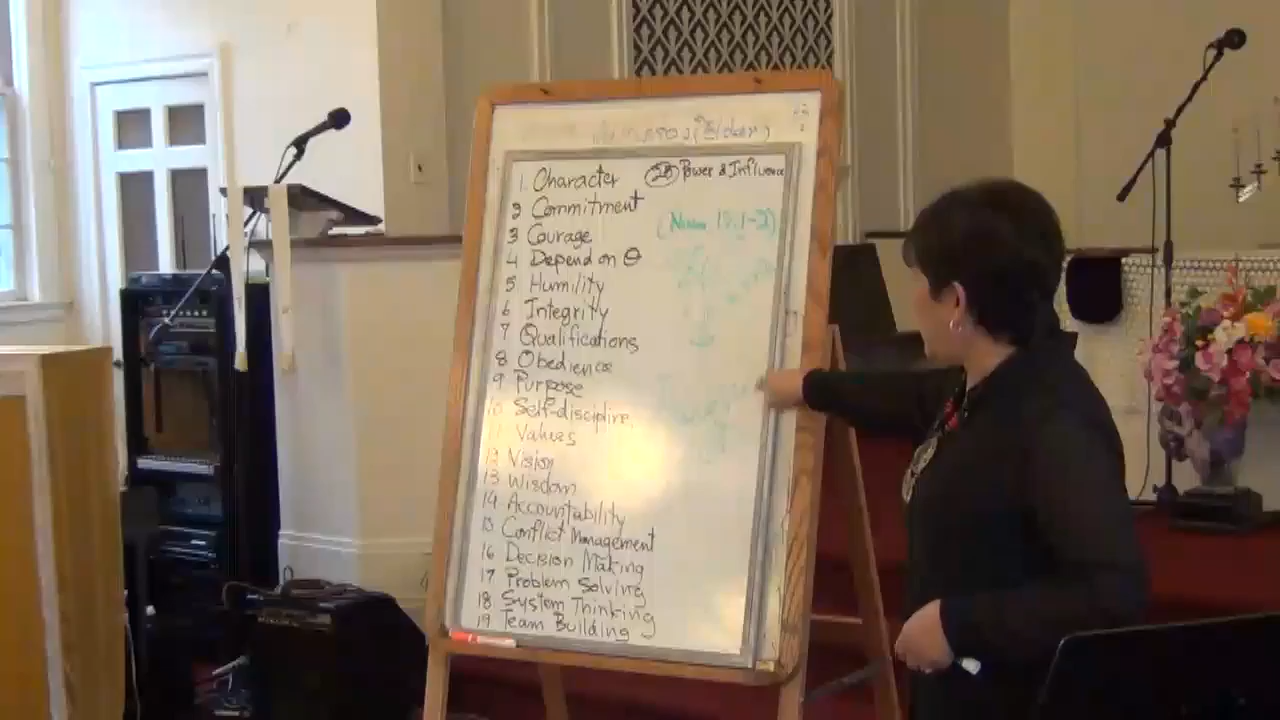 (Elder)
1. Character
20 Power & Influence
2 Commitment
3 Courage
4 Depend on Θ
5 Humility
6 Integrity
7 Qualifications
8 Obedience
9 Purpose
10 Self-discipline
11 Values
12 Vision
13 Wisdom
14 Accountability
15 Conflict Management
16 Decision Making
17 Problem Solving
18 System Thinking
19 Team Building